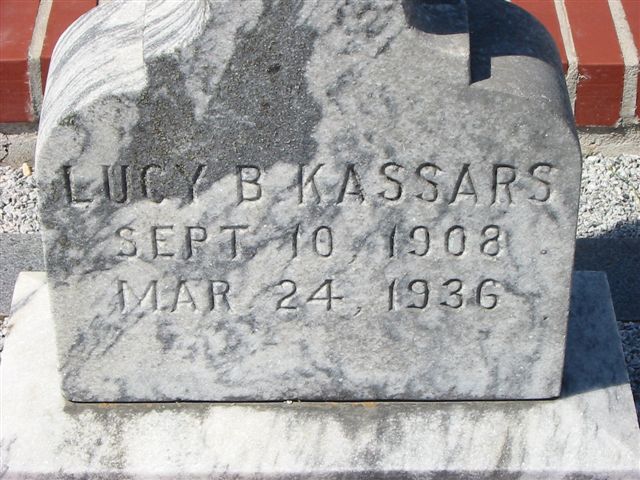 LUCY B KASSARS
SEPT. 10, 1908
MAR 24, 1936